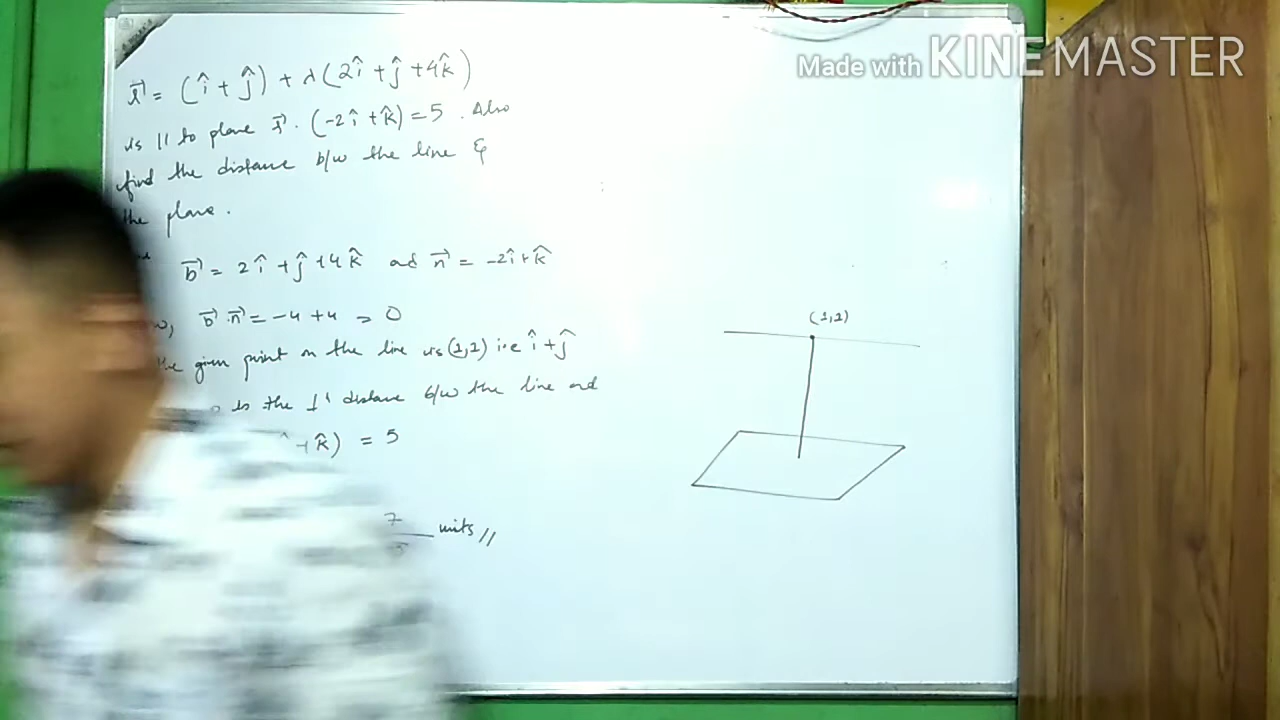 Made with KINEMASTER
r⃗ = (î + ĵ) + λ(2î + ĵ + 4k̂)
is || to plane r⃗ . (-2î + k̂) = 5 . Also
find the distance b/w the line &
the plane .
b⃗ = 2î + ĵ + 4k̂ and n⃗ = -2î + k̂
b⃗ . n⃗ = -4 + 4 = 0
the given point on the line is (1,1) i.e î + ĵ
is the ⊥r distance b/w the line and
+ k̂) = 5
7 units //
(1,1)